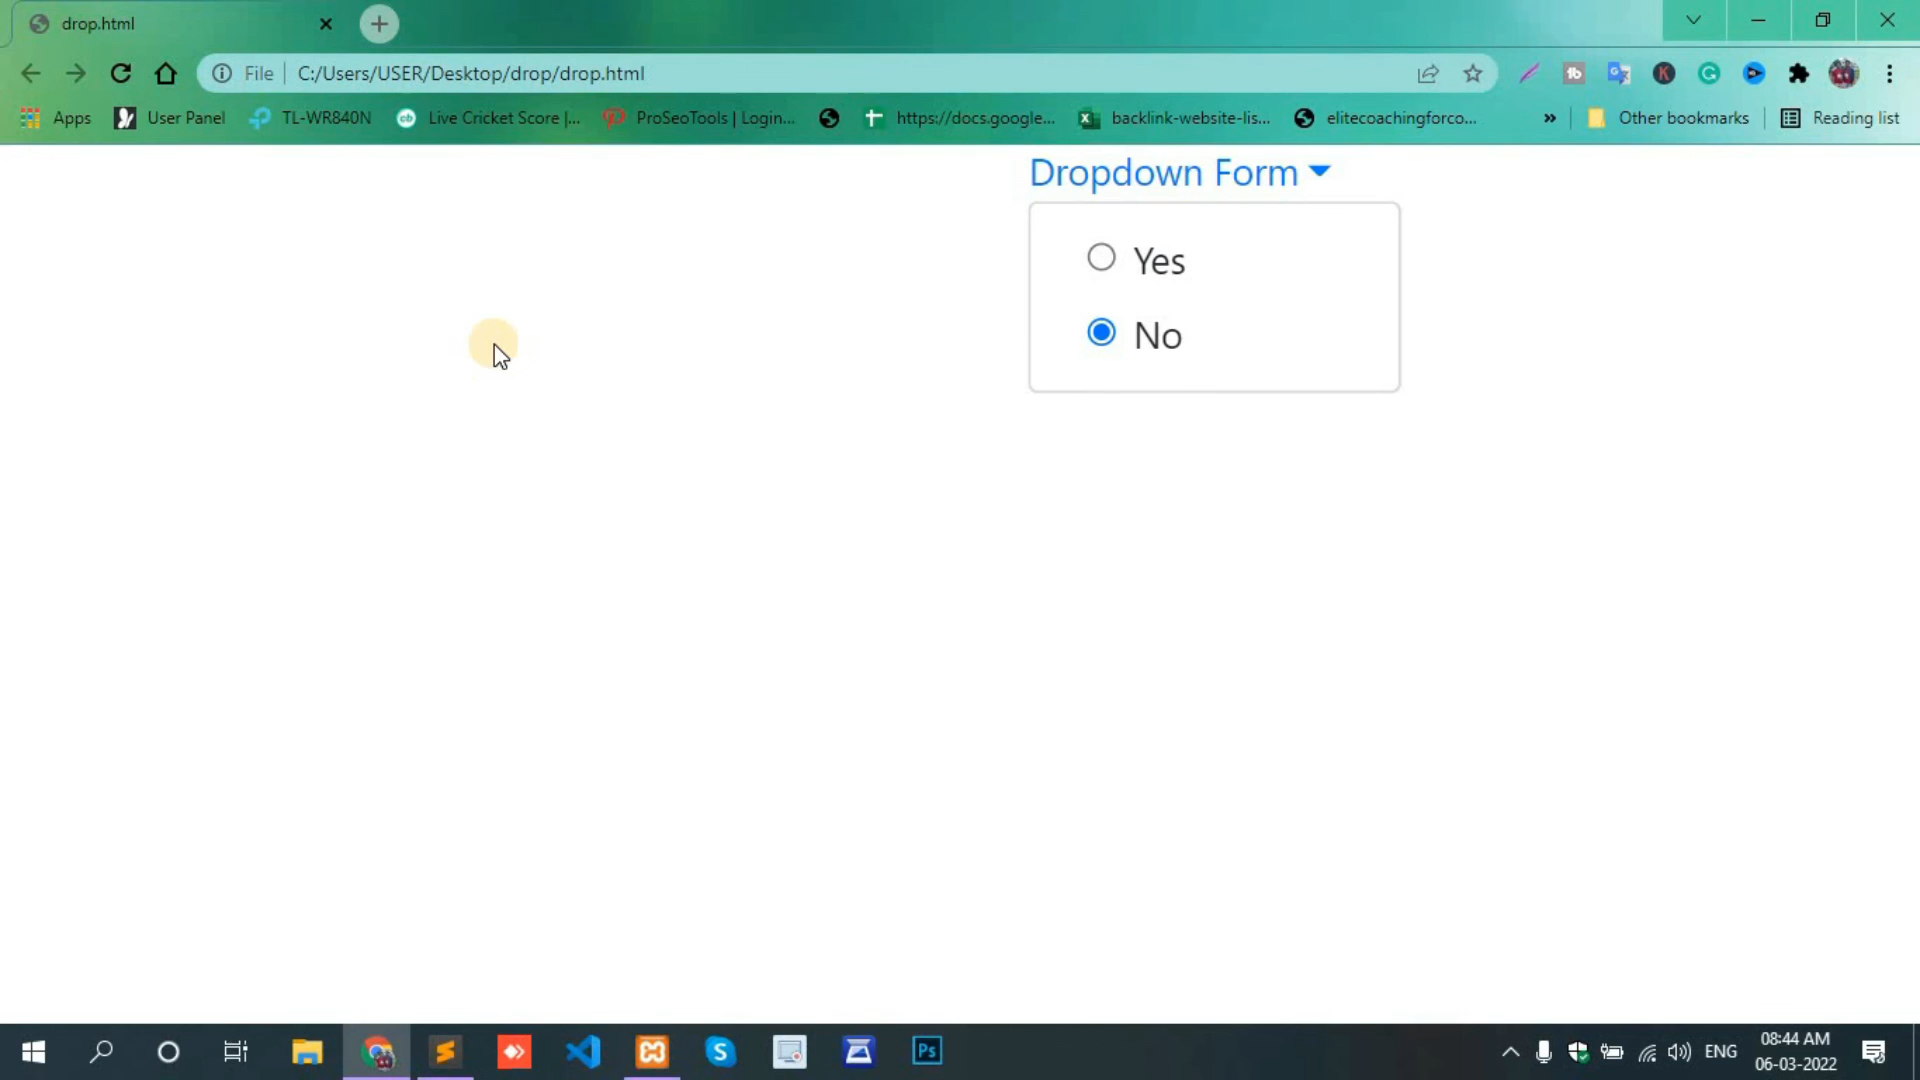 drop.html
File C:/Users/USER/Desktop/drop/drop.html
Apps User Panel TL-WR840N Live Cricket Score |... ProSeoTools | Login... https://docs.google... backlink-website-lis... elitecoachingforco... » Other bookmarks Reading list
Dropdown Form
Yes
No
Ps
ENG
08:44 AM
06-03-2022